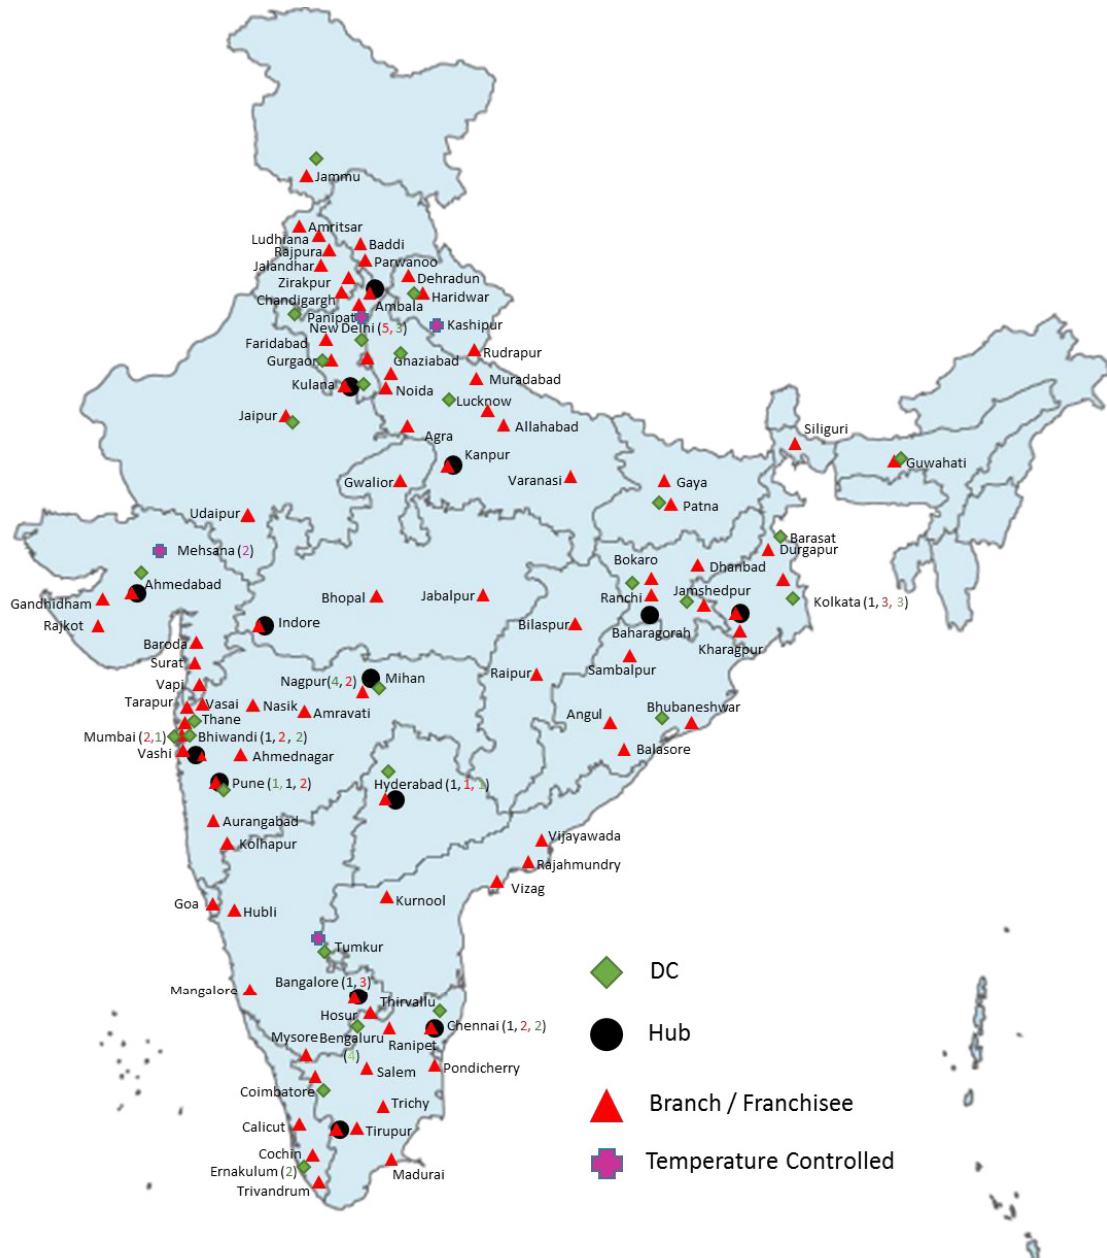 Jammu
Amritsar
Ludhiana
Rajpura
Baddi
Jalandhar
Parwanoo
Zirakpur
Dehradun
Chandigargh
Haridwar
Ambala
Panipat
New Delhi (5, 3)
Kashipur
Faridabad
Gurgaon
Ghaziabad
Rudrapur
Kulana
Noida
Muradabad
Lucknow
Jaipur
Agra
Allahabad
Siliguri
Kanpur
Guwahati
Gwalior
Varanasi
Gaya
Patna
Udaipur
Mehsana (2)
Barasat
Durgapur
Bokaro
Dhanbad
Ahmedabad
Gandhidham
Bhopal
Jabalpur
Ranchi
Jamshedpur
Kolkata (1, 3, 3)
Rajkot
Indore
Bilaspur
Baharagorah
Baroda
Kharagpur
Surat
Sambalpur
Vapi
Nagpur(4, 2)
Mihan
Raipur
Tarapur
Vasai
Nasik
Amravati
Bhubaneshwar
Thane
Angul
Mumbai (2,1)
Bhiwandi (1, 2 , 2)
Balasore
Vashi
Ahmednagar
Pune (1, 1, 2)
Hyderabad (1, 1, 1)
Aurangabad
Kolhapur
Vijayawada
Rajahmundry
Vizag
Goa
Hubli
Kurnool
Tumkur
DC
Bangalore (1, 3)
Mangalore
Thirvallu
Hosur
Chennai (1, 2, 2)
Hub
Mysore
Bengaluru
(4)
Ranipet
Salem
Pondicherry
Coimbatore
Trichy
Branch / Franchisee
Calicut
Tirupur
Cochin
Ernakulum (2)
Madurai
Temperature Controlled
Trivandrum